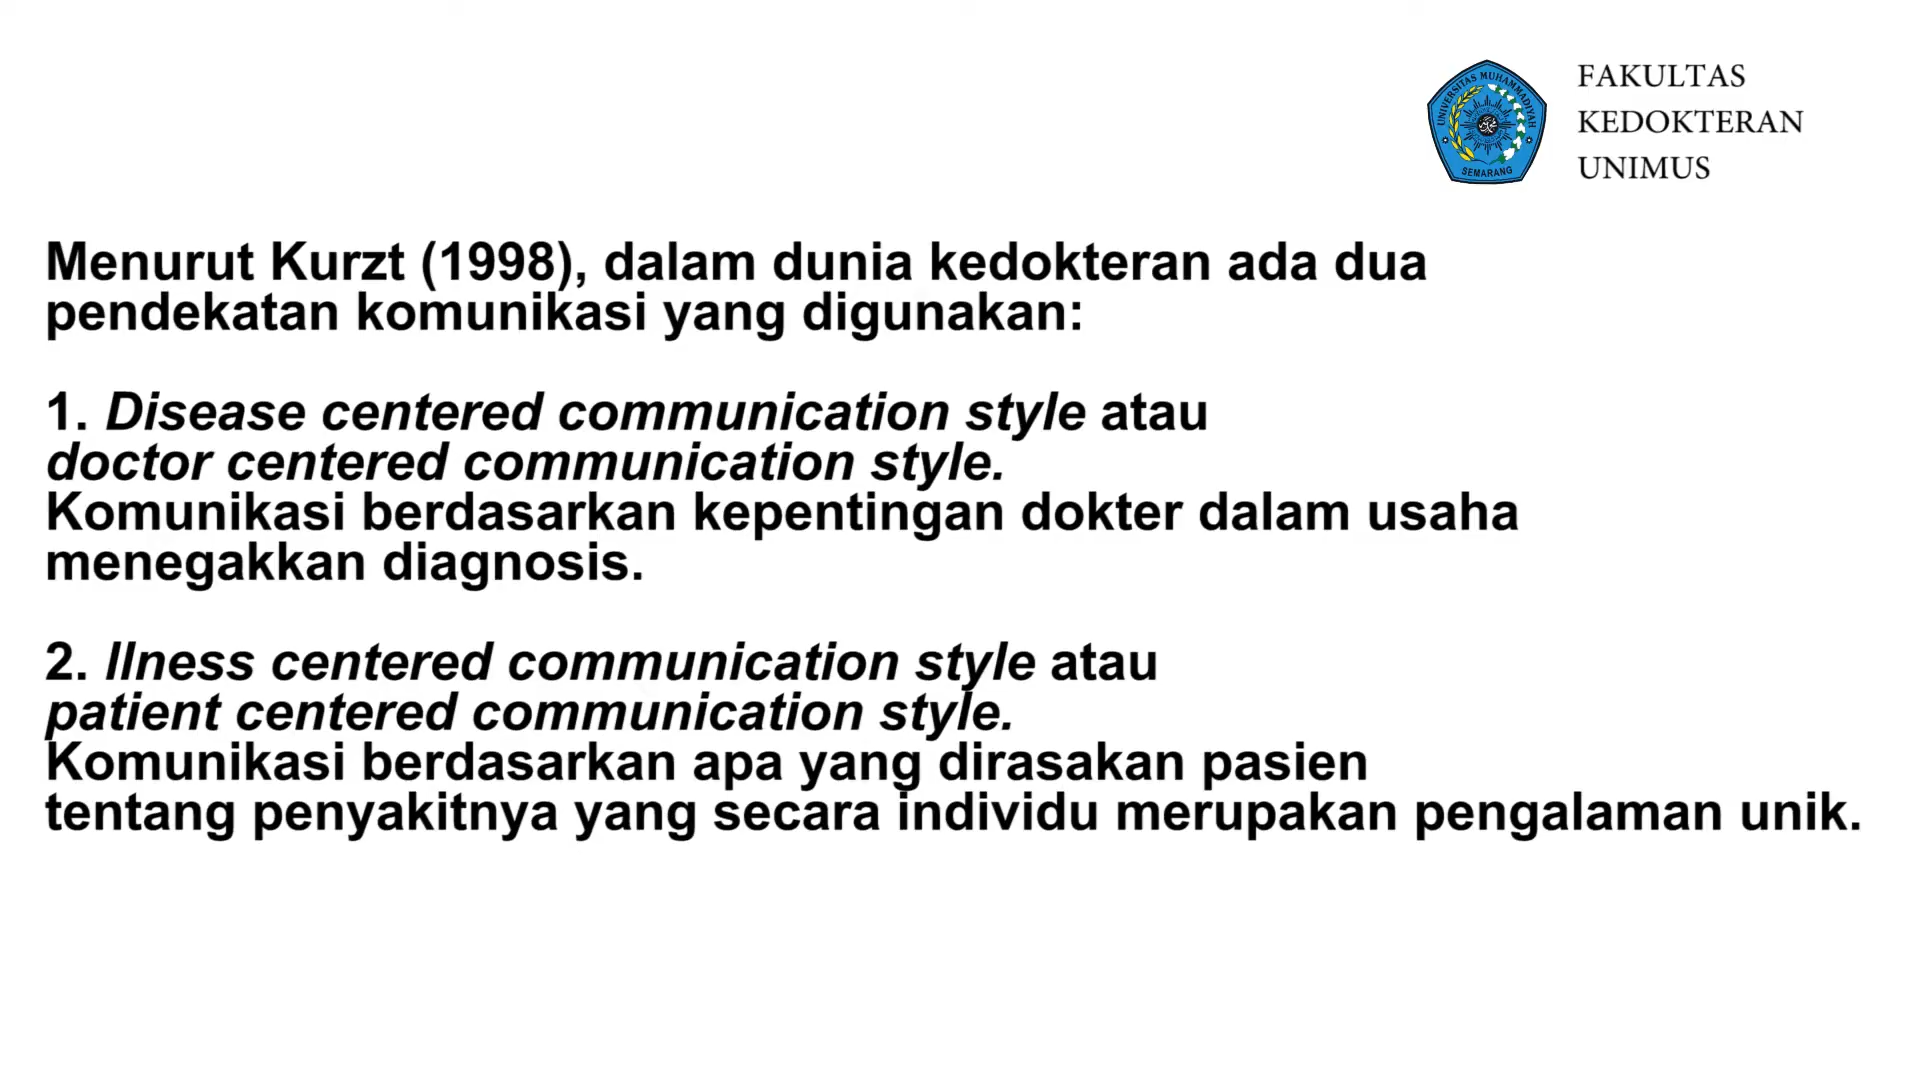 UNIVERSITAS MUHAMMADIYAH
SEMARANG
FAKULTAS
KEDOKTERAN
UNIMUS
Menurut Kurzt (1998), dalam dunia kedokteran ada dua
pendekatan komunikasi yang digunakan:
1. Disease centered communication style atau
doctor centered communication style.
Komunikasi berdasarkan kepentingan dokter dalam usaha
menegakkan diagnosis.
2. Ilness centered communication style atau
patient centered communication style.
Komunikasi berdasarkan apa yang dirasakan pasien
tentang penyakitnya yang secara individu merupakan pengalaman unik.